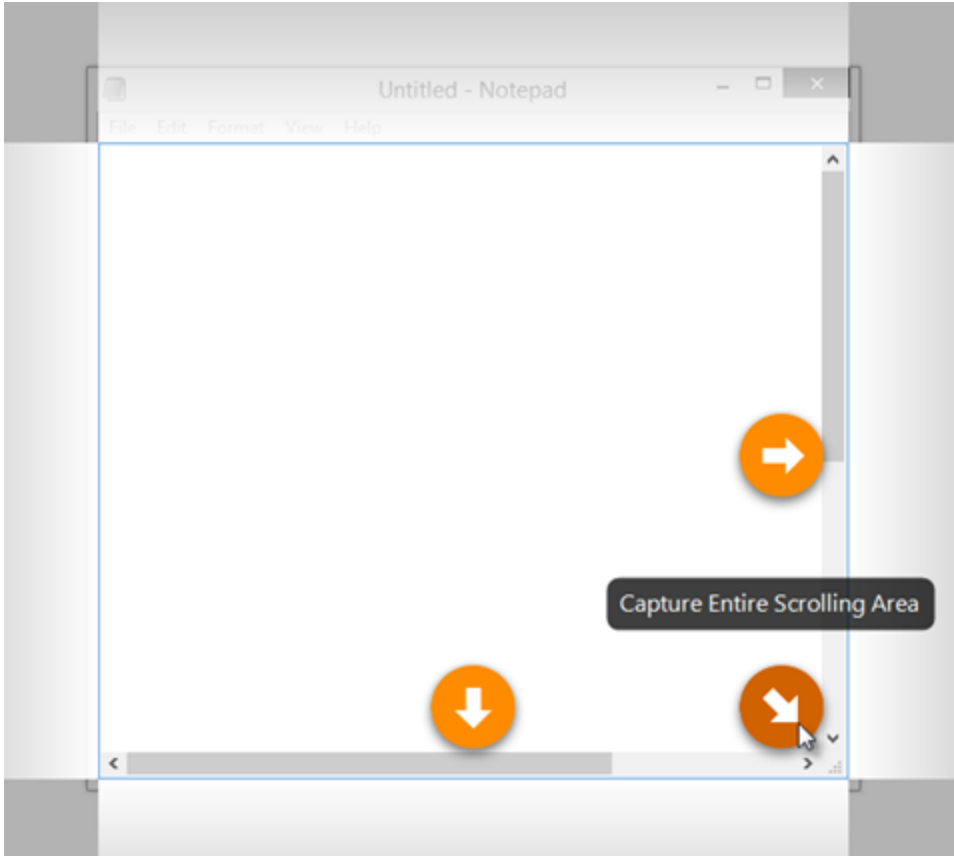 Untitled - Notepad
File Edit Format View Help
Capture Entire Scrolling Area